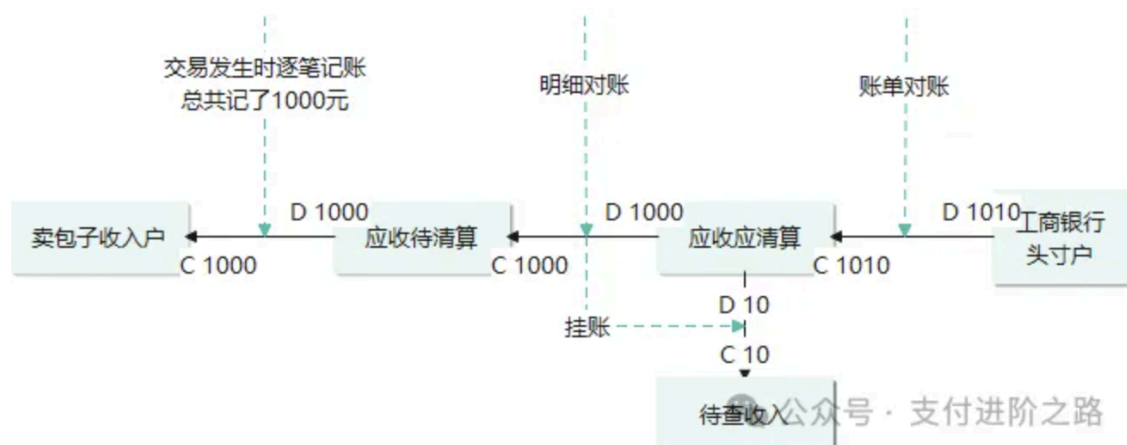 交易发生时逐笔记账
总共记了1000元
明细对账
账单对账
卖包子收入户
D 1000
C 1000
应收待清算
D 1000
C 1000
应收应清算
D 1010
C 1010
工商银行
头寸户
D 10
挂账
C 10
待查收入
公众号 · 支付进阶之路